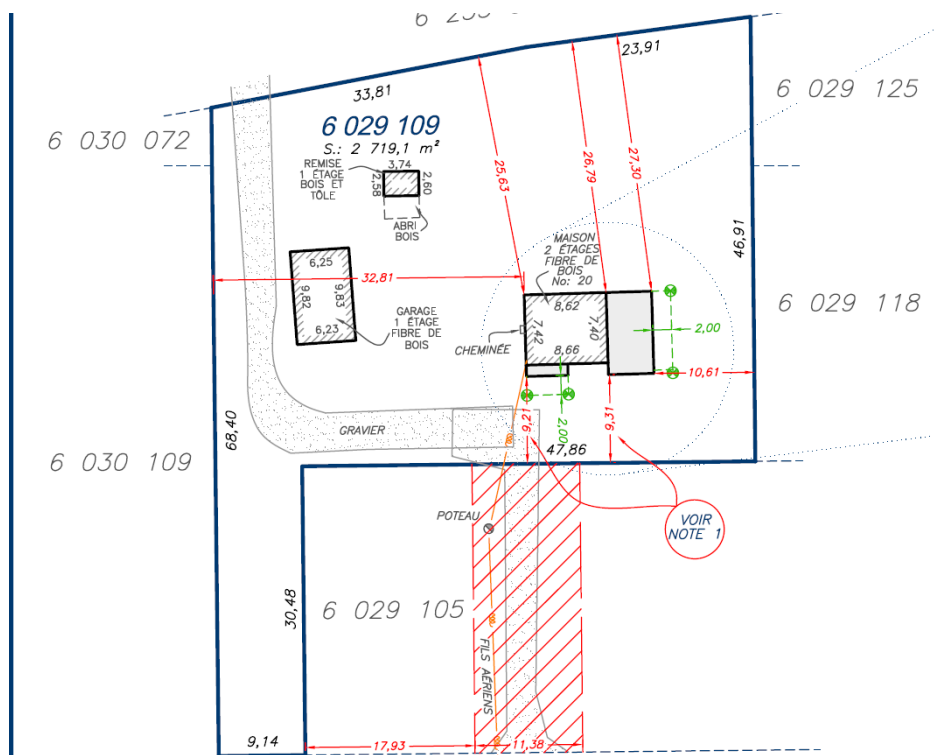 23,91
33,81
6 029 125
6 029 109
S.: 2 719,1 m²
6 030 072
REMISE
1 ÉTAGE
BOIS ET
TÔLE
3,74
2,58
2,60
ABRI
BOIS
25,63
26,79
27,30
46,91
MAISON
2 ÉTAGES
FIBRE DE
BOIS
No: 20
6,25
32,81
9,82
9,83
6,23
GARAGE
1 ÉTAGE
FIBRE DE
BOIS
8,62
7,42
7,40
8,66
CHEMINÉE
2,00
6 029 118
10,61
9,21
2,00
9,31
GRAVIER
68,40
47,86
6 030 109
POTEAU
VOIR
NOTE 1
30,48
6 029 105
FILS AÉRIENS
9,14
17,93
11,38